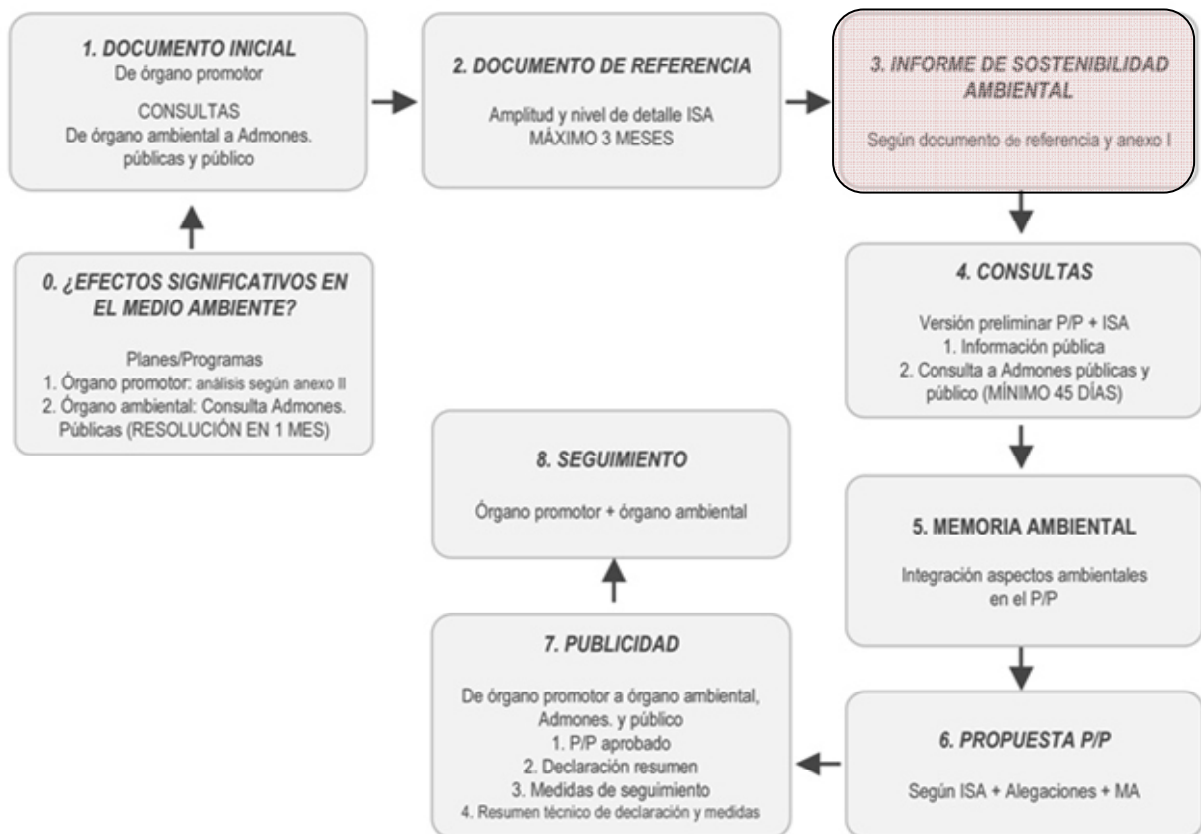 1. DOCUMENTO INICIAL
De órgano promotor
CONSULTAS
De órgano ambiental a Admones.
públicas y público
2. DOCUMENTO DE REFERENCIA
Amplitud y nivel de detalle ISA
MÁXIMO 3 MESES
3. INFORME DE SOSTENIBILIDAD
AMBIENTAL
Según documento de referencia y anexo I
0. ¿EFECTOS SIGNIFICATIVOS EN
EL MEDIO AMBIENTE?
Planes/Programas
1. Órgano promotor: análisis según anexo II
2. Órgano ambiental: Consulta Admones.
Públicas (RESOLUCIÓN EN 1 MES)
4. CONSULTAS
Versión preliminar P/P + ISA
1. Información pública
2. Consulta a Admones públicas y
público (MÍNIMO 45 DÍAS)
8. SEGUIMIENTO
Órgano promotor + órgano ambiental
5. MEMORIA AMBIENTAL
Integración aspectos ambientales
en el P/P
7. PUBLICIDAD
De órgano promotor a órgano ambiental,
Admones. y público
1. P/P aprobado
2. Declaración resumen
3. Medidas de seguimiento
4. Resumen técnico de declaración y medidas
6. PROPUESTA P/P
Según ISA + Alegaciones + MA